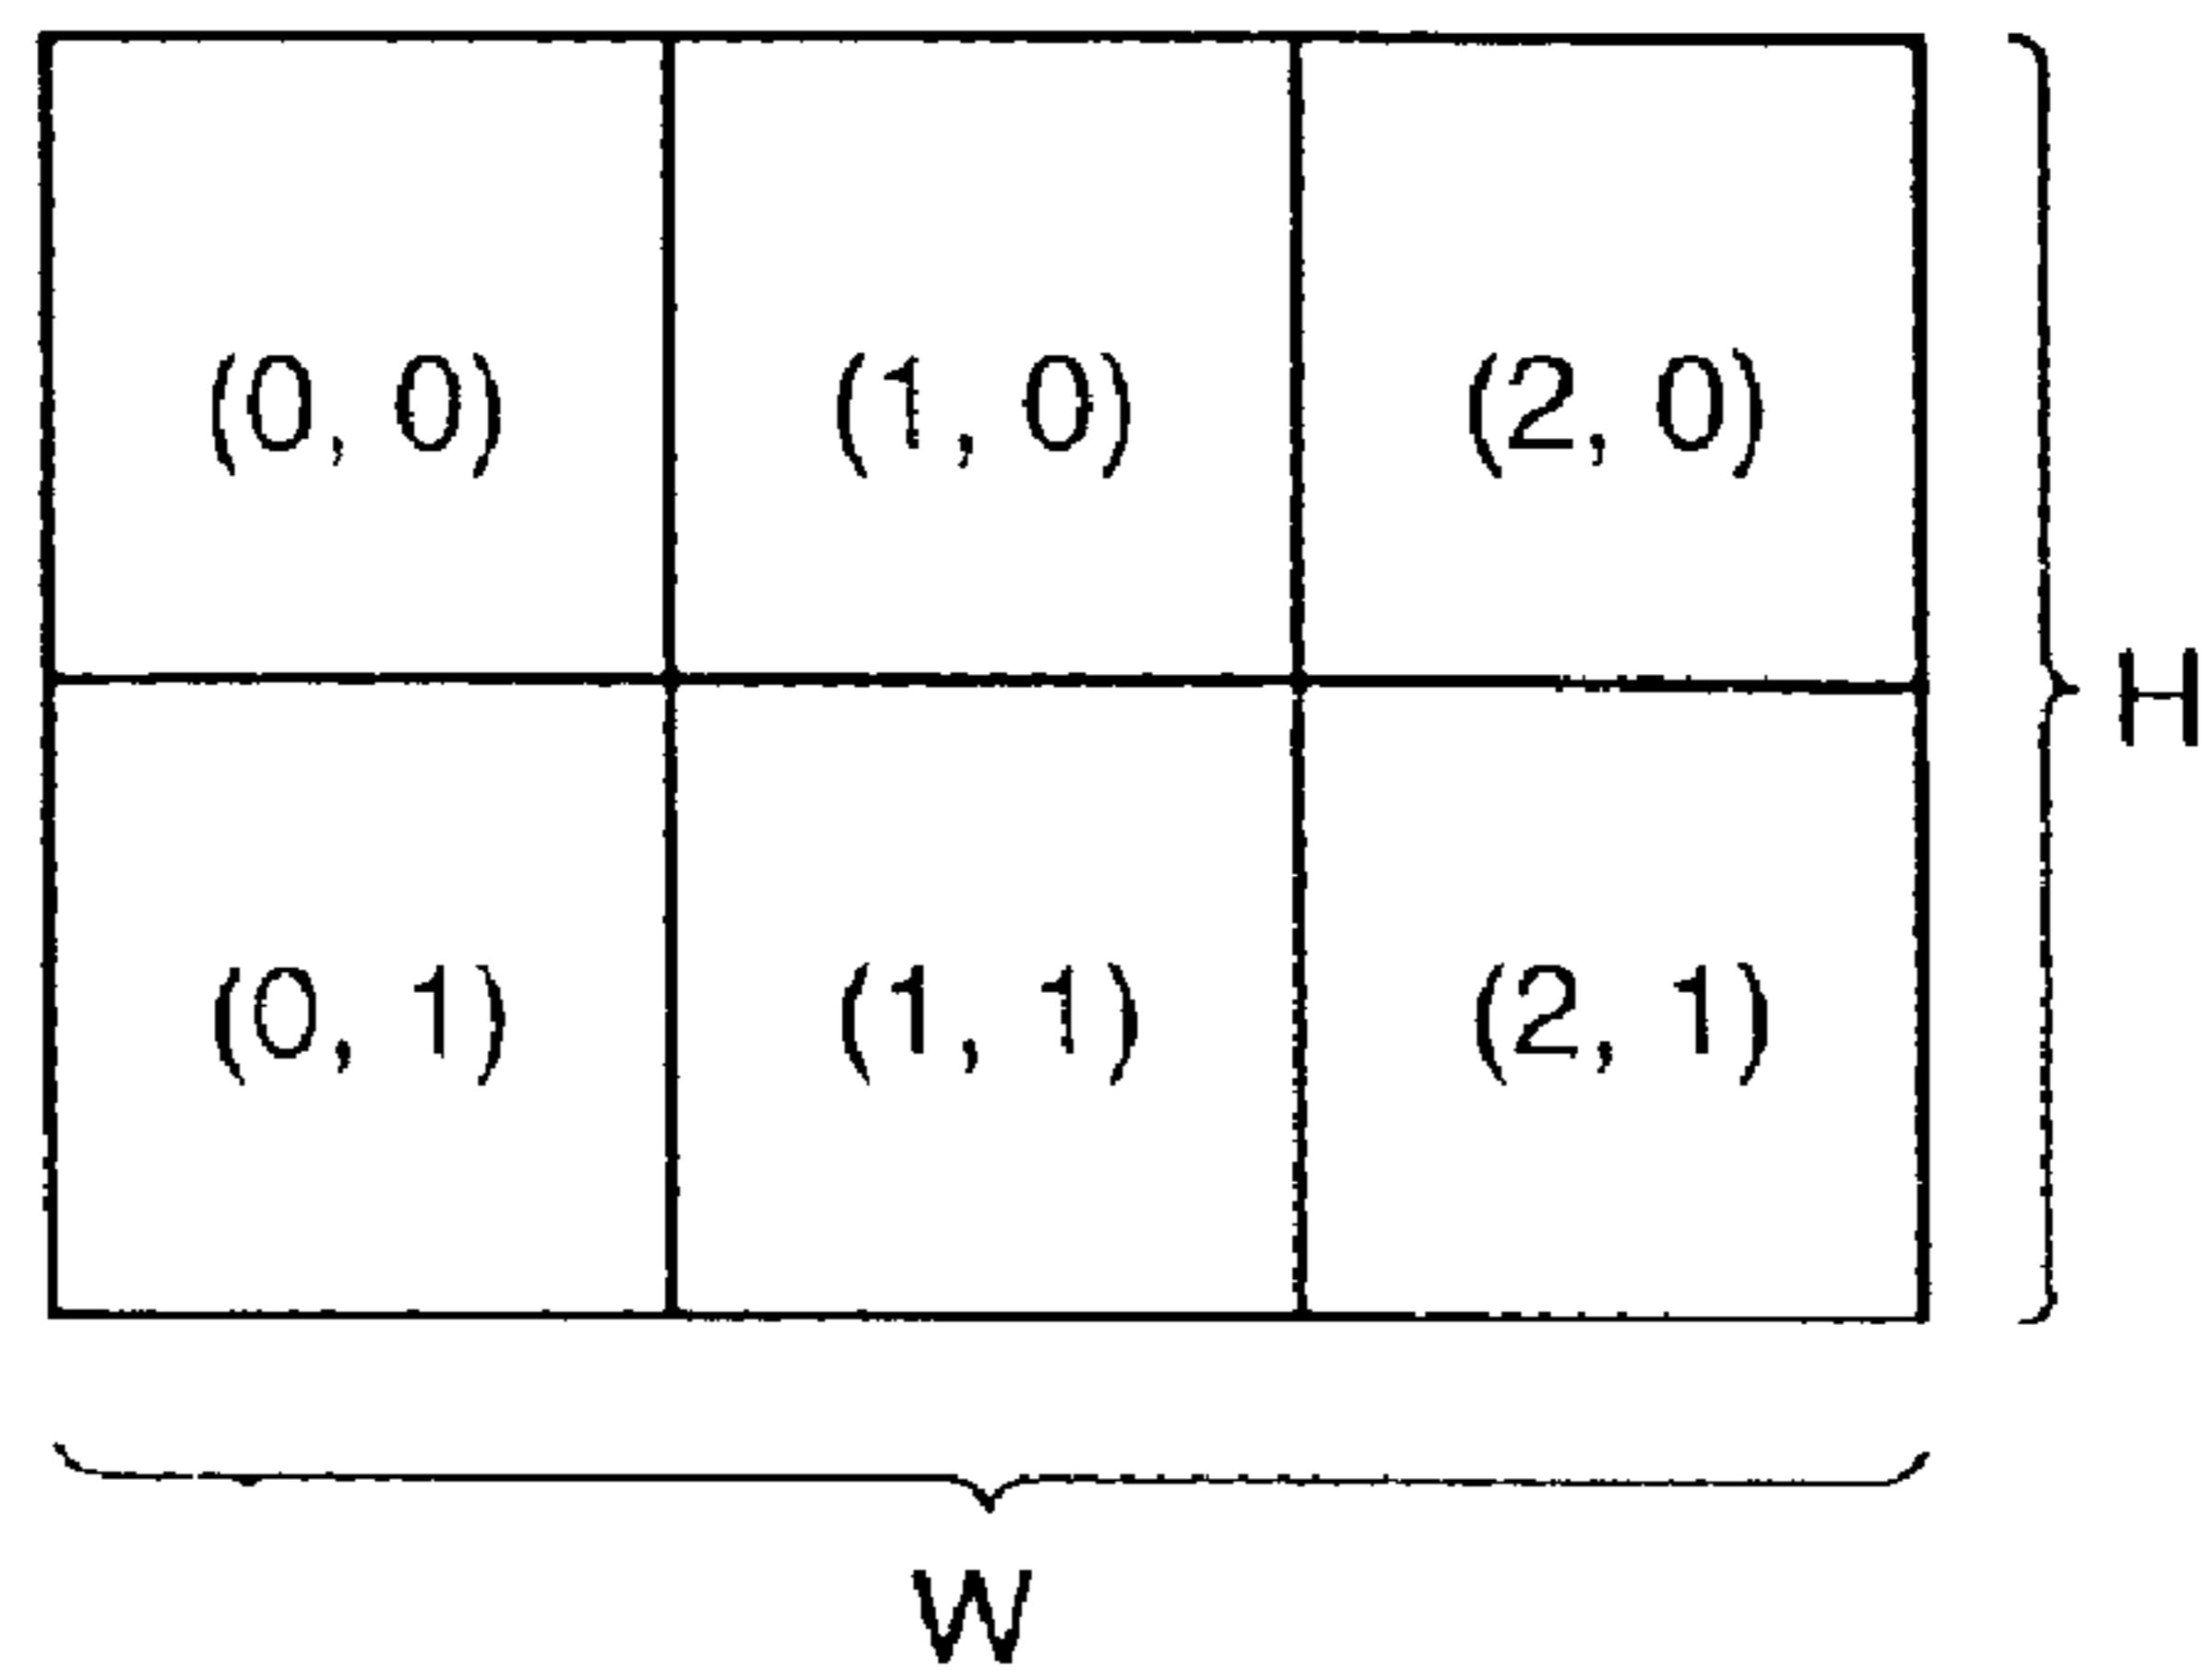 (0, 0) (1, 0) (2, 0)
H
(0, 1) (1, 1) (2, 1)
W